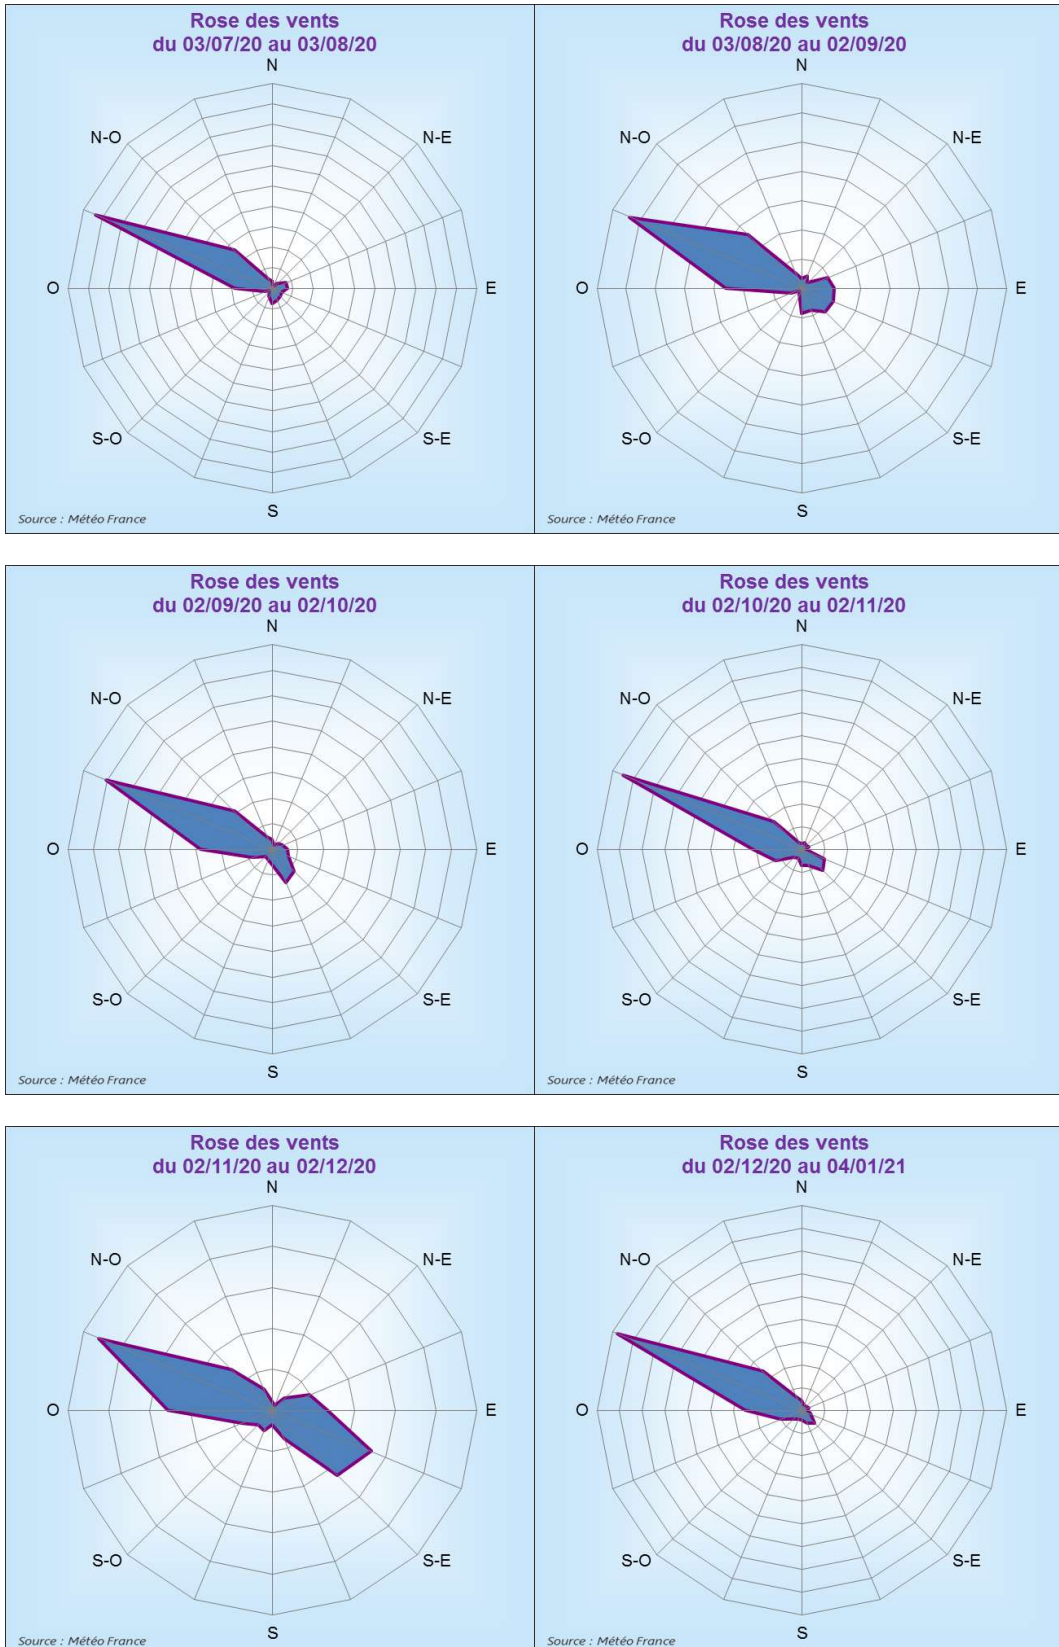 Rose des vents
du 03/07/20 au 03/08/20
N
N-O
N-E
O
E
S-O
S-E
S
Source : Météo France
Rose des vents
du 03/08/20 au 02/09/20
N
N-O
N-E
O
E
S-O
S-E
S
Source : Météo France
Rose des vents
du 02/09/20 au 02/10/20
N
N-O
N-E
O
E
S-O
S-E
S
Source : Météo France
Rose des vents
du 02/10/20 au 02/11/20
N
N-O
N-E
O
E
S-O
S-E
S
Source : Météo France
Rose des vents
du 02/11/20 au 02/12/20
N
N-O
N-E
O
E
S-O
S-E
S
Source : Météo France
Rose des vents
du 02/12/20 au 04/01/21
N
N-O
N-E
O
E
S-O
S-E
S
Source : Météo France